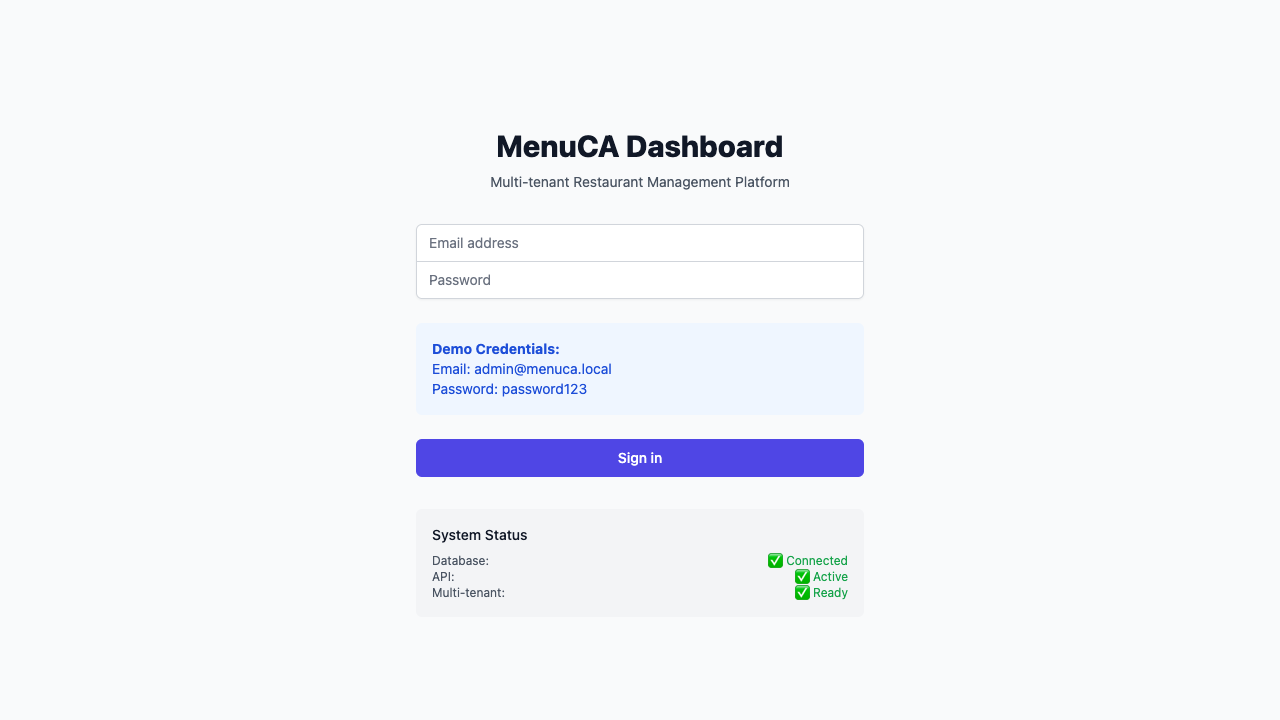 MenuCA Dashboard
Multi-tenant Restaurant Management Platform
Email address
Password
Demo Credentials:
Email: admin@menuca.local
Password: password123
Sign in
System Status
Database: ✅ Connected
API: ✅ Active
Multi-tenant: ✅ Ready